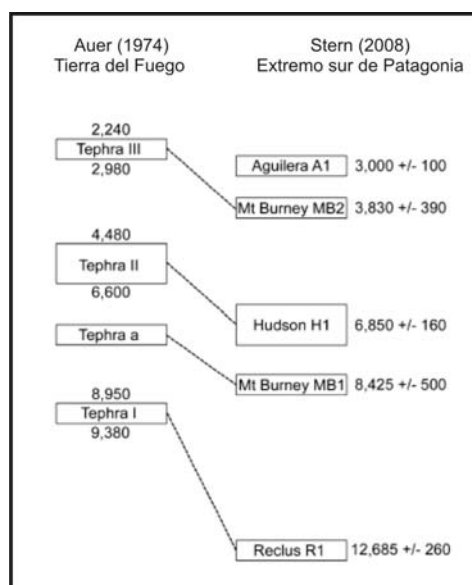 Auer (1974)
Tierra del Fuego
Stern (2008)
Extremo sur de Patagonia
2,240
Tephra III
2,980
Aguilera A1 3,000 +/- 100
Mt Burney MB2 3,830 +/- 390
4,480
Tephra II
6,600
Hudson H1 6,850 +/- 160
Tephra a
Mt Burney MB1 8,425 +/- 500
8,950
Tephra I
9,380
Reclus R1 12,685 +/- 260